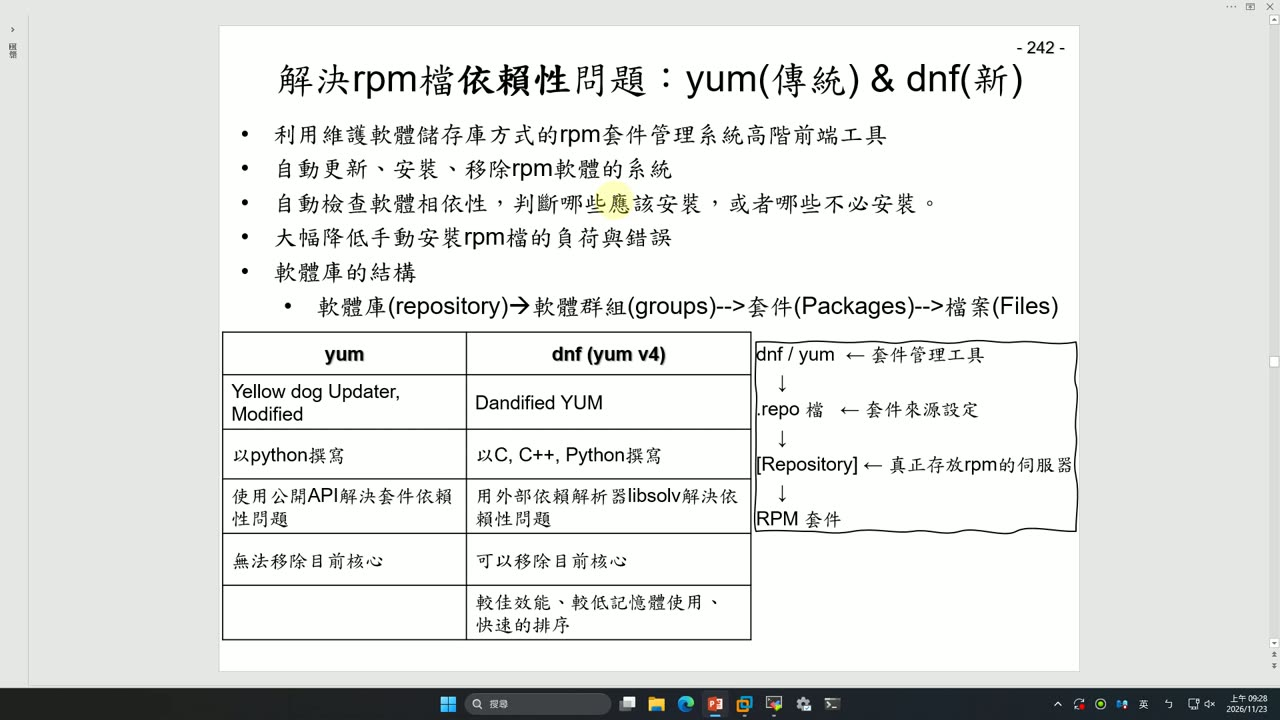 - 242 -
解決rpm檔依賴性問題：yum(傳統) & dnf(新)
• 利用維護軟體儲存庫方式的rpm套件管理系統高階前端工具
• 自動更新、安裝、移除rpm軟體的系統
• 自動檢查軟體相依性，判斷哪些應該安裝，或者哪些不必安裝。
• 大幅降低手動安裝rpm檔的負荷與錯誤
• 軟體庫的結構
• 軟體庫(repository)→軟體群組(groups)-->套件(Packages)-->檔案(Files)
yum
dnf (yum v4)
Yellow dog Updater,
Modified
Dandified YUM
以python撰寫
以C, C++, Python撰寫
使用公開API解決套件依賴
性問題
用外部依賴解析器libsolv解決依
賴性問題
無法移除目前核心
可以移除目前核心
較佳效能、較低記憶體使用、
快速的排序
dnf / yum ← 套件管理工具
↓
.repo 檔 ← 套件來源設定
↓
[Repository] ← 真正存放rpm的伺服器
↓
RPM 套件
搜尋
英
ㄅ
上午 09:28
2026/11/23